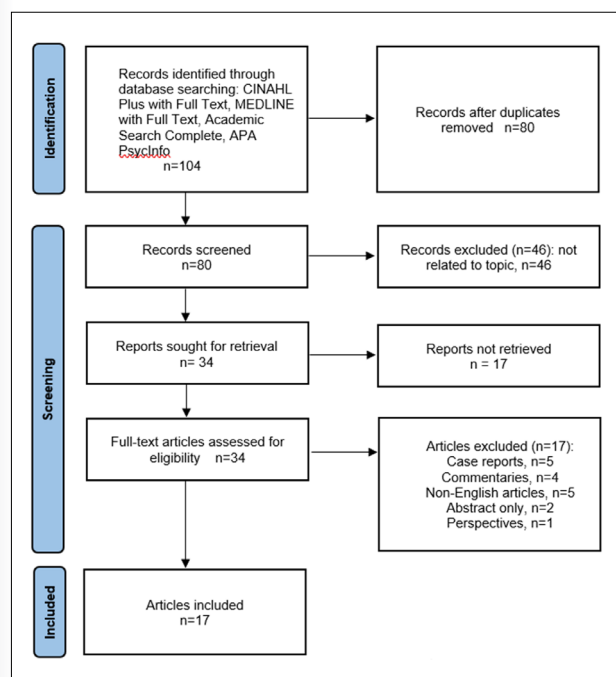 Identification
Records identified through
database searching: CINAHL
Plus with Full Text, MEDLINE
with Full Text, Academic
Search Complete, APA
PsycInfo
n=104
Records after duplicates
removed n=80
Screening
Records screened
n=80
Records excluded (n=46): not
related to topic, n=46
Reports sought for retrieval
n= 34
Reports not retrieved
n = 17
Full-text articles assessed for
eligibility n=34
Articles excluded (n=17):
Case reports, n=5
Commentaries, n=4
Non-English articles, n=5
Abstract only, n=2
Perspectives, n=1
Included
Articles included
n=17